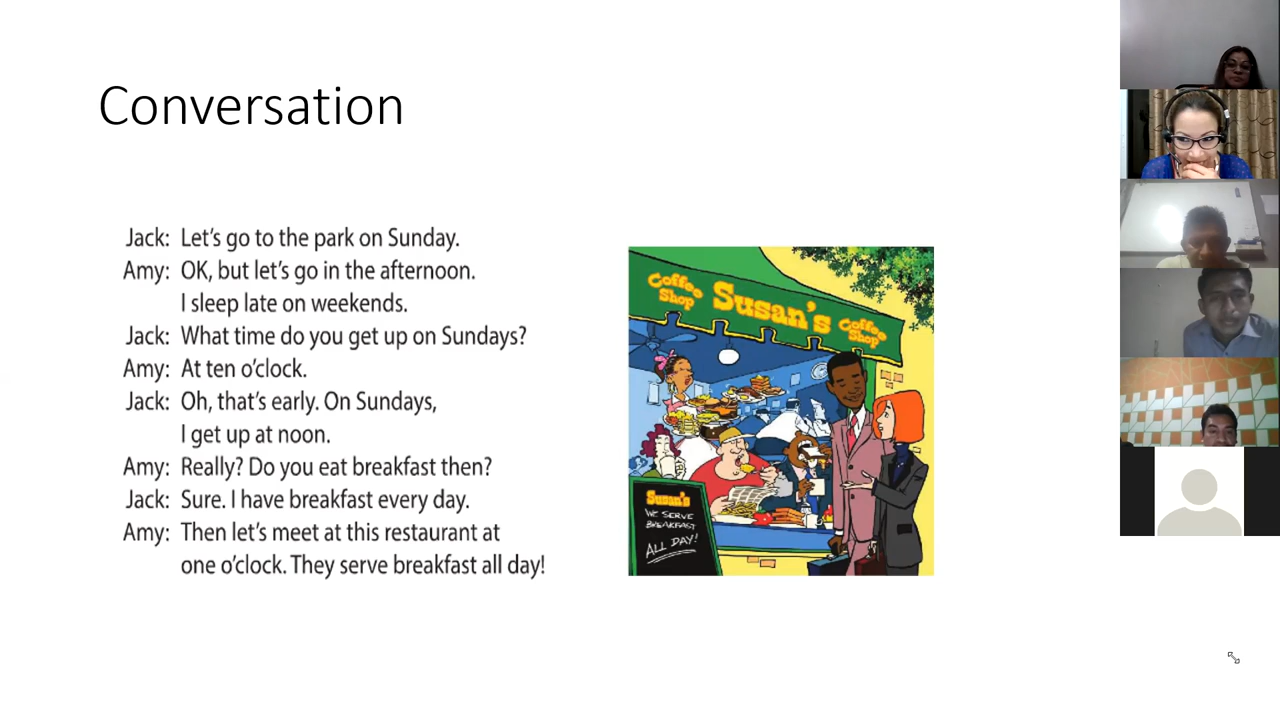 Conversation
Jack: Let's go to the park on Sunday.
Amy: OK, but let's go in the afternoon.
I sleep late on weekends.
Jack: What time do you get up on Sundays?
Amy: At ten o'clock.
Jack: Oh, that's early. On Sundays,
I get up at noon.
Amy: Really? Do you eat breakfast then?
Jack: Sure. I have breakfast every day.
Amy: Then let's meet at this restaurant at
one o'clock. They serve breakfast all day!
Coffee
Shop
Susan's
Coffee
Shop
Susan's
WE SERVE
BREAKFAST
ALL DAY!